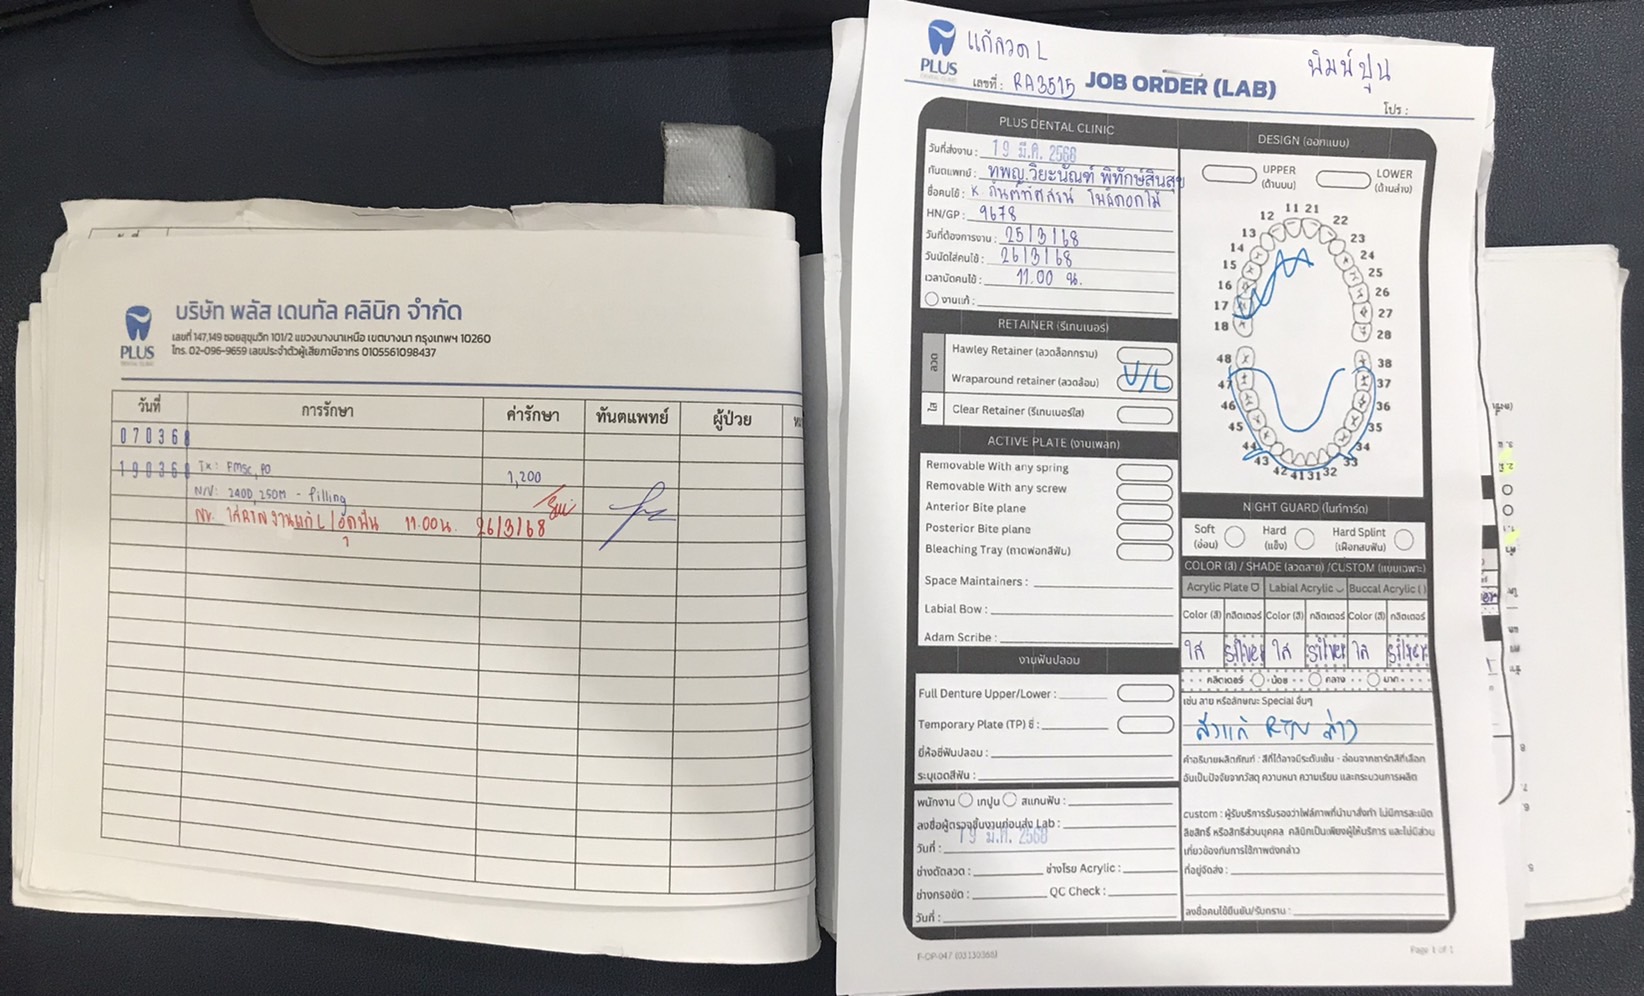 PLUS
DENTAL CLINIC
บริษัท พลัส เดนทัล คลินิก จำกัด
เลขที่ 147,149 ซอยสุขุมวิท 101/2 แขวงบางนาเหนือ เขตบางนา กรุงเทพฯ 10260
โทร. 02-096-9659 เลขประจำตัวผู้เสียภาษีอากร 0105561098437
วันที่ การรักษา ค่ารักษา ทันตแพทย์ ผู้ป่วย
070368
190368 Tx: FMSC, PO 1,200
N/V: 24OD, 25OM - filling
NV. ใส่RTN งานแก้ L / อุดฟัน 11.00 น. 26/3/68
PLUS
DENTAL CLINIC
แก้ลวด L
พิมพ์ปูน
เลขที่ : RA3515 JOB ORDER (LAB)
โปร :
PLUS DENTAL CLINIC
วันที่ส่งงาน : 19 มี.ค. 2568
ทันตแพทย์ : ทพญ.วิยะนัณฑ์ พิทักษ์สินสุข
ชื่อคนไข้ : K.
HN/GP : 9678
วันที่ต้องการงาน : 25/3/68
วันนัดใส่คนไข้ : 26/3/68
เวลานัดคนไข้ : 11.00 น.
งานแก้ :
RETAINER (รีเทนเนอร์)
ลวด
Hawley Retainer (ลวดล็อกกราม)
Wraparound retainer (ลวดล้อม) U/L
ใส
Clear Retainer (รีเทนเนอร์ใส)
ACTIVE PLATE (งานเพลท)
Removable With any spring
Removable With any screw
Anterior Bite plane
Posterior Bite plane
Bleaching Tray (ถาดฟอกสีฟัน)
Space Maintainers :
Labial Bow :
Adam Scribe :
งานฟันปลอม
Full Denture Upper/Lower :
Temporary Plate (TP) ซี่ :
ยี่ห้อซี่ฟันปลอม :
ระบุเฉดสีฟัน :
พนักงาน เทปูน สแกนฟัน :
ลงชื่อผู้ตรวจชิ้นงานก่อนส่ง Lab :
วันที่ : 19 มี.ค. 2568
ช่างดัดลวด : ช่างโรย Acrylic :
ช่างกรอขัด : QC Check :
วันที่ :
DESIGN (ออกแบบ)
UPPER (ด้านบน) LOWER (ด้านล่าง)
11 21
12 22
13 23
14 24
15 25
16 26
17 27
18 28
48 38
47 37
46 36
45 35
44 34
43 33
42 41 31 32
NIGHT GUARD (ไนท์การ์ด)
Soft (อ่อน) Hard (แข็ง) Hard Splint (เฝือกสบฟัน)
COLOR (สี) / SHADE (ลวดลาย) /CUSTOM (แบบเฉพาะ)
Acrylic Plate Labial Acrylic Buccal Acrylic ( )
Color (สี) กลิตเตอร์ Color (สี) กลิตเตอร์ Color (สี) กลิตเตอร์
ใส silver ใส silver ใส silver
กลิตเตอร์ น้อย กลาง มาก
เช่น ลาย หรือลักษณะ Special อื่นๆ
ส่งแก้ RTN ล่าง
คำอธิบายผลิตภัณฑ์ : สีที่ได้อาจมีระดับเข้ม - อ่อนจากชาร์ทสีที่เลือก
อันเป็นปัจจัยจากวัสดุ ความหนา ความเรียบ และกระบวนการผลิต
custom : ผู้รับบริการรับรองว่าไฟล์ภาพที่นำมาสั่งทำ ไม่มีการละเมิด
ลิขสิทธิ์ หรือสิทธิส่วนบุคคล คลินิกเป็นเพียงผู้ให้บริการ และไม่มีส่วน
เกี่ยวข้องกับการใช้ภาพดังกล่าว
ที่อยู่จัดส่ง :
ลงชื่อคนไข้ยืนยัน/รับทราบ :
F-OP-047 (03130368)
Page 1 of 1